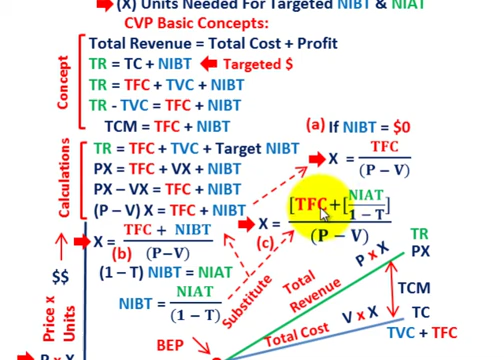 (X) Units Needed For Targeted NIBT & NIAT
CVP Basic Concepts:
Total Revenue = Total Cost + Profit
TR = TC + NIBT
Targeted $
TR = TFC + TVC + NIBT
TR - TVC = TFC + NIBT
TCM = TFC + NIBT
Concept
(a) If NIBT = $0
X = TFC
(P – V)
TR = TFC + TVC + Target NIBT
PX = TFC + VX + NIBT
PX – VX = TFC + NIBT
(P – V) X = TFC + NIBT
Calculations
X = [TFC+[NIAT
1 – T]
(P – V)
(c)
X = TFC + NIBT
(P–V)
(b)
(1 – T) NIBT = NIAT
NIBT = NIAT
(1 – T)
Substitute
$$
Price x
Units
P x X
TR
PX
Total
Revenue
P x X
TCM
Total Cost
V x X
TC
TVC + TFC
BEP